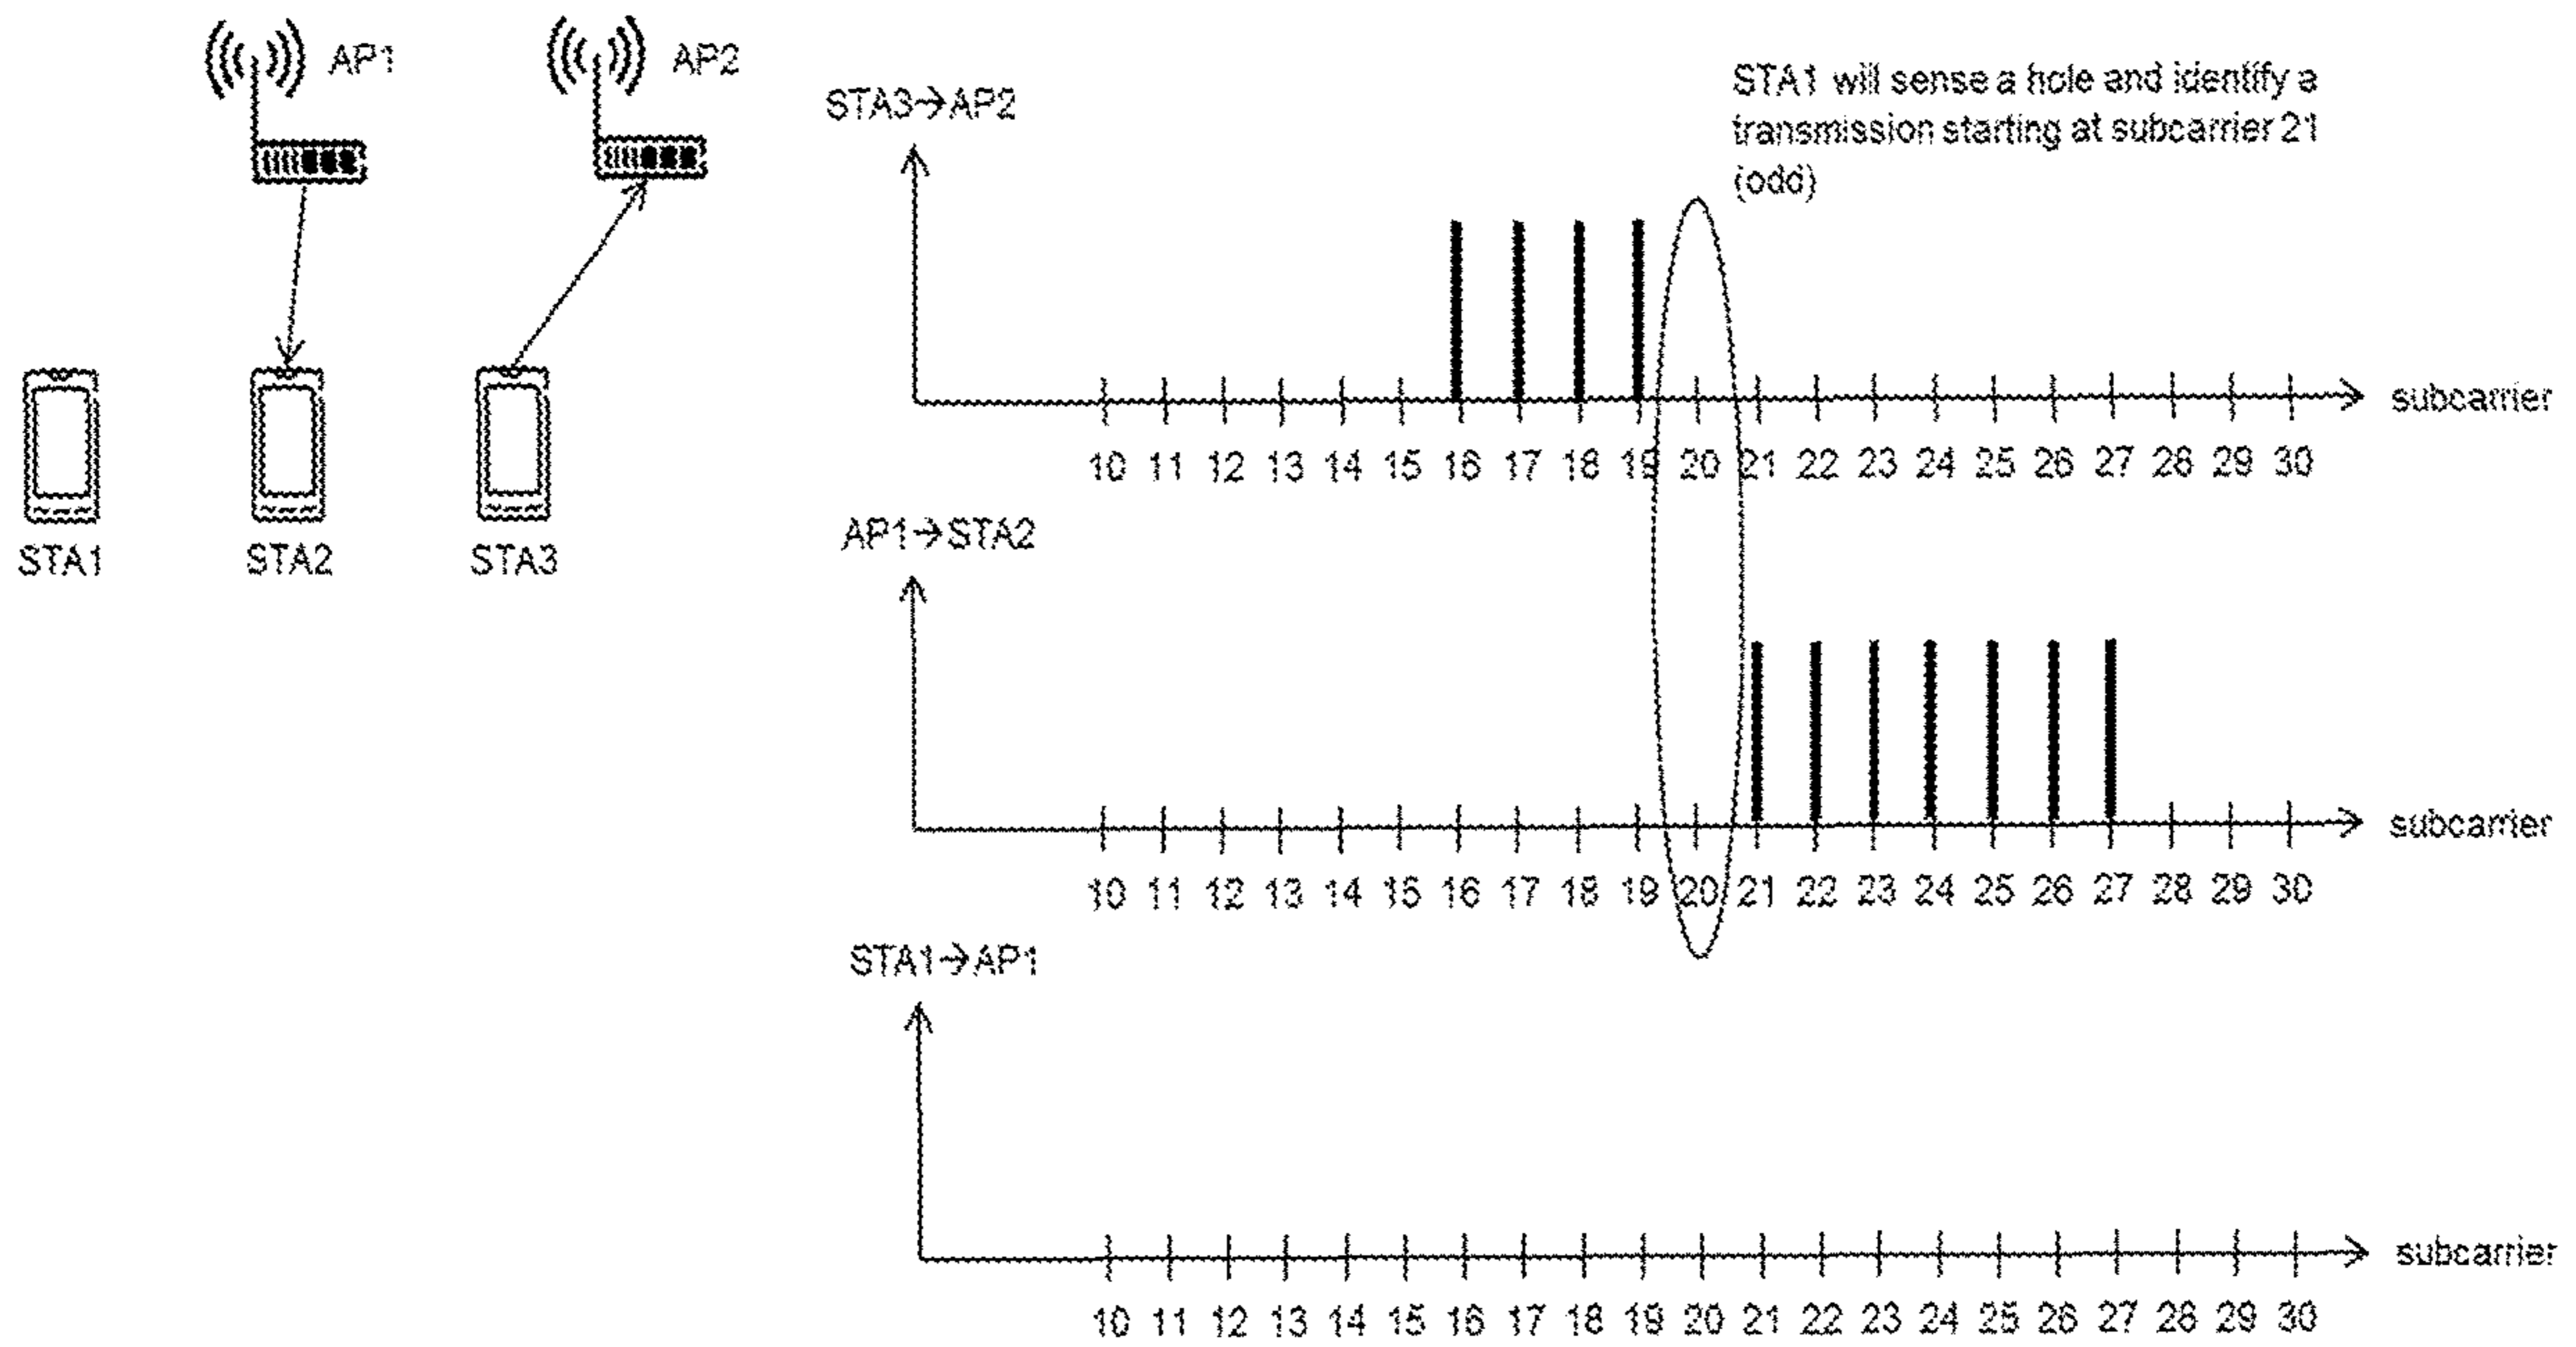 AP1
AP2
STA1
STA2
STA3
STA3→AP2
STA1 will sense a hole and identify a
transmission starting at subcarrier 21
(odd)
subcarrier
10 11 12 13 14 15 16 17 18 19 20 21 22 23 24 25 26 27 28 29 30
AP1→STA2
subcarrier
10 11 12 13 14 15 16 17 18 19 20 21 22 23 24 25 26 27 28 29 30
STA1→AP1
subcarrier
10 11 12 13 14 15 16 17 18 19 20 21 22 23 24 25 26 27 28 29 30